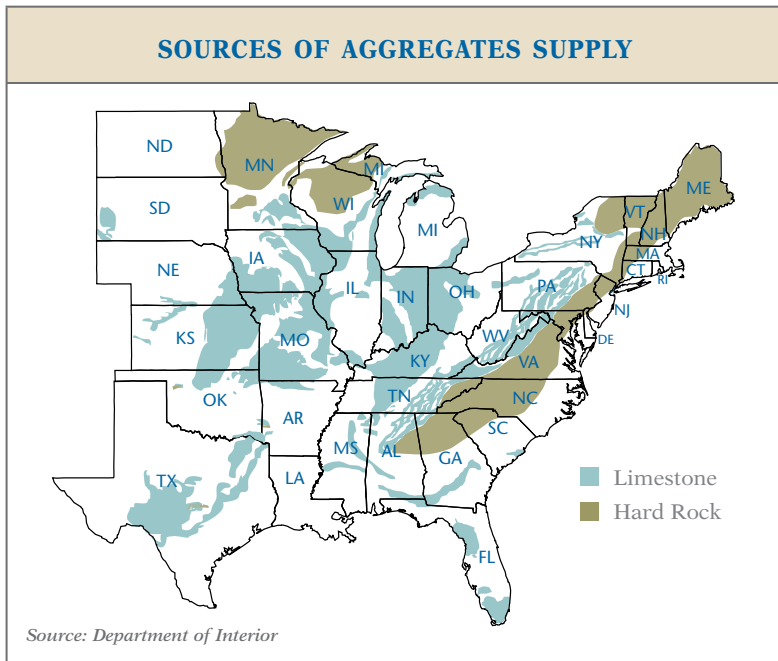 SOURCES OF AGGREGATES SUPPLY
ND
MN
MI
ME
SD
WI
VT
MI
NY
NH
MA
IA
CT
RI
NE
IL
IN
OH
PA
NJ
KS
MO
WV
DE
KY
VA
TN
NC
OK
AR
SC
MS
AL
GA
LA
TX
Limestone
Hard Rock
FL
Source: Department of Interior